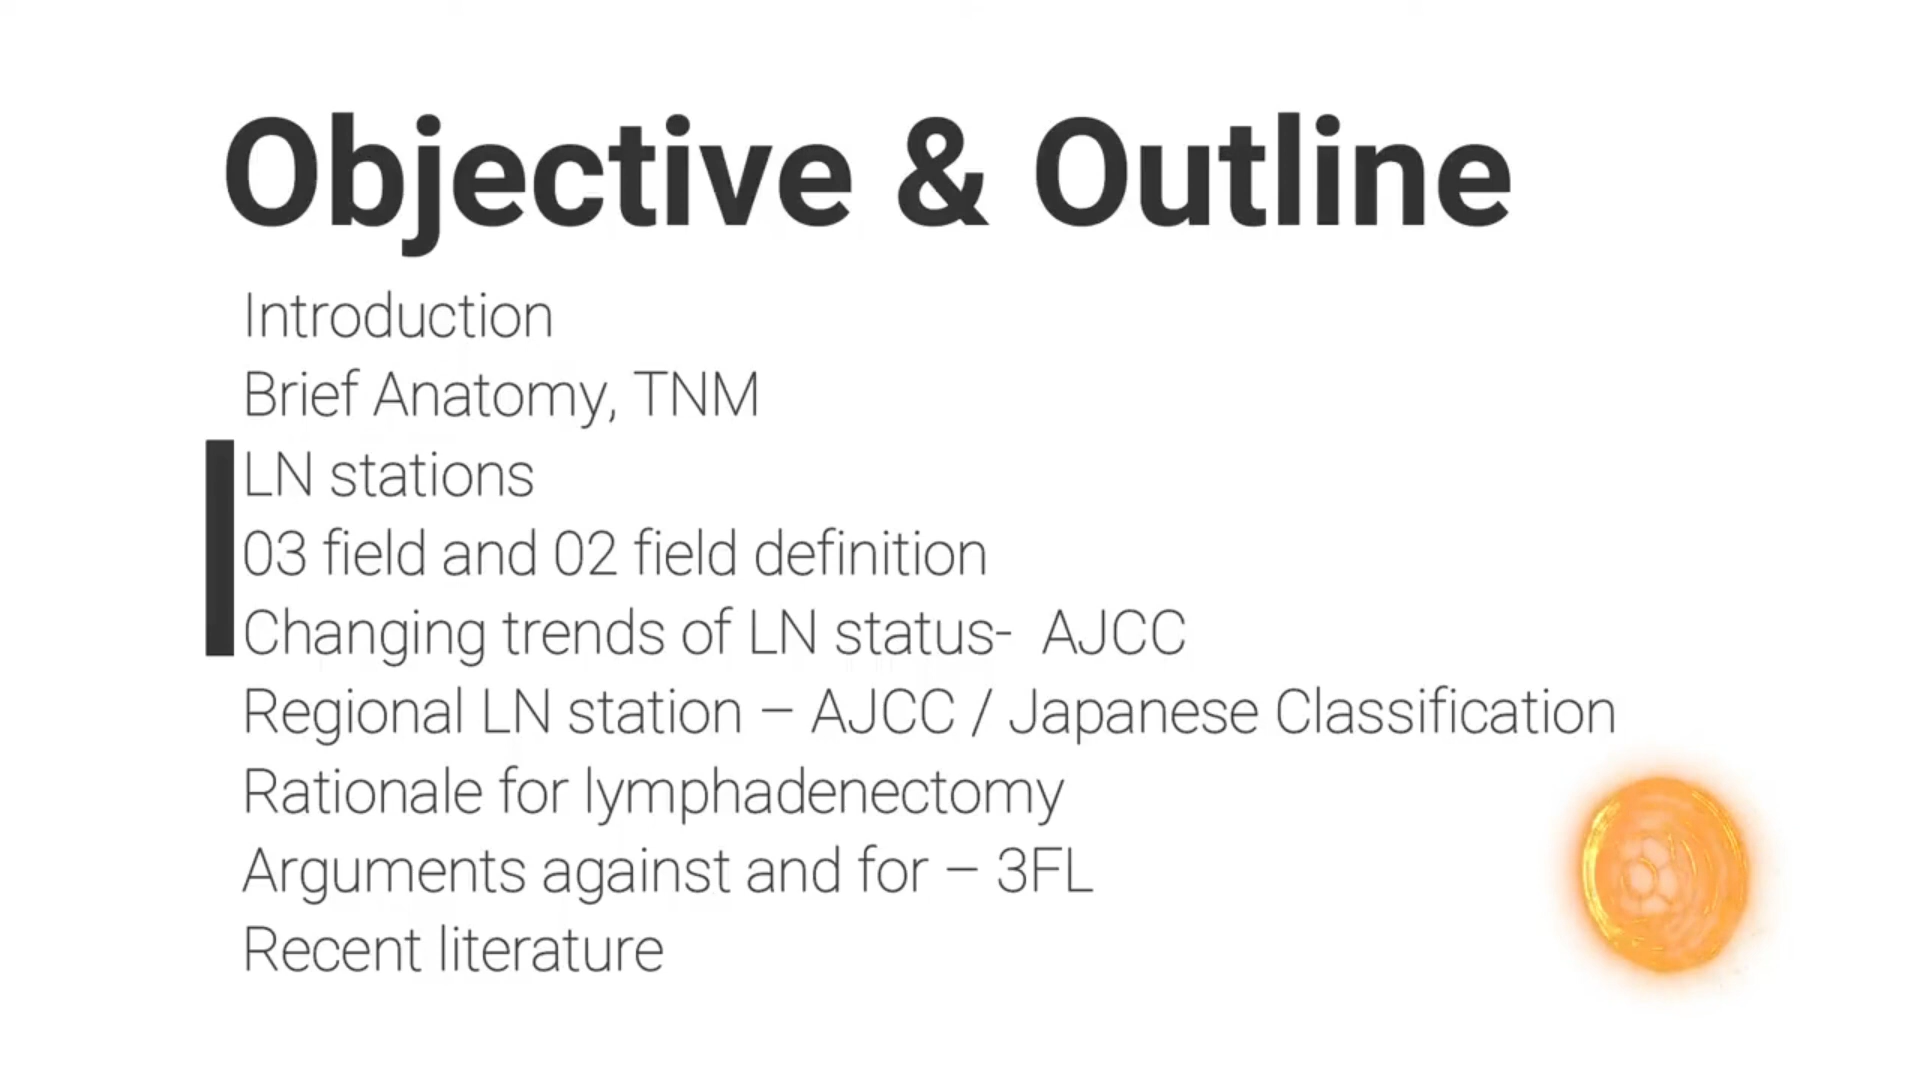 Objective & Outline
Introduction
Brief Anatomy, TNM
LN stations
03 field and 02 field definition
Changing trends of LN status-  AJCC
Regional LN station – AJCC / Japanese Classification
Rationale for lymphadenectomy
Arguments against and for – 3FL
Recent literature